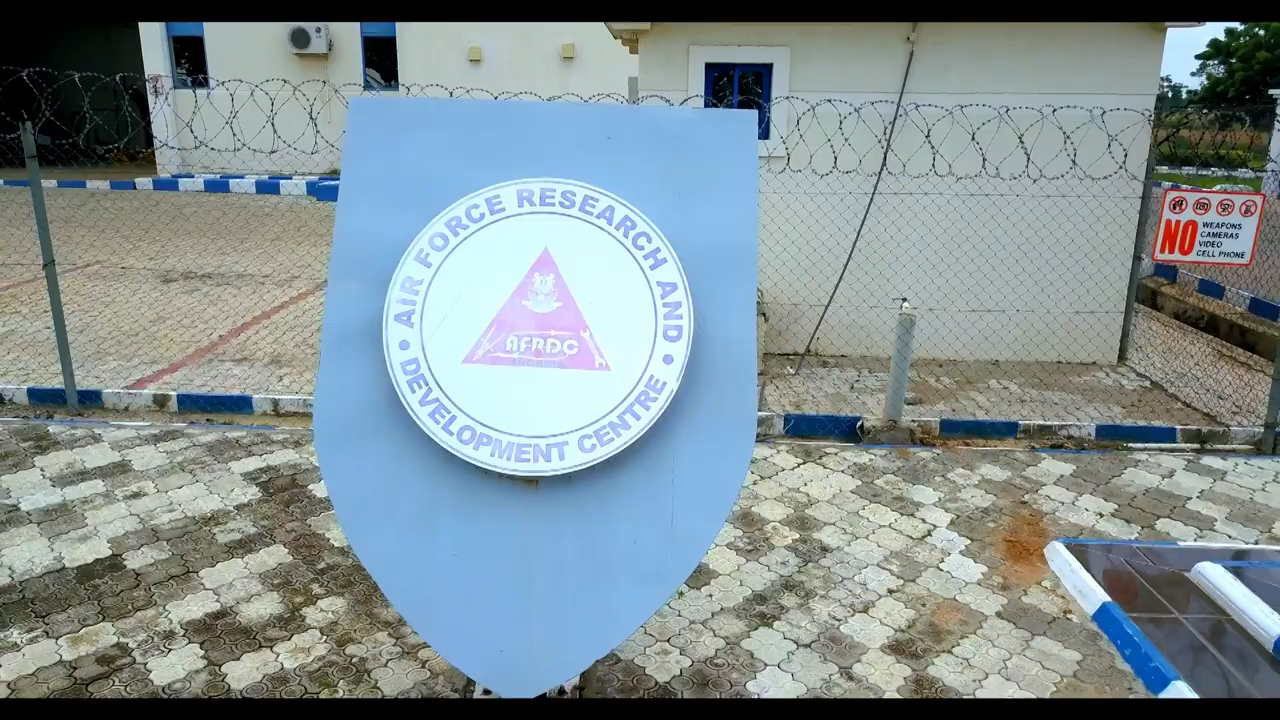 AIR FORCE RESEARCH AND
• DEVELOPMENT CENTRE •
AFRDC
NO
WEAPONS
CAMERAS
VIDEO
CELL PHONE